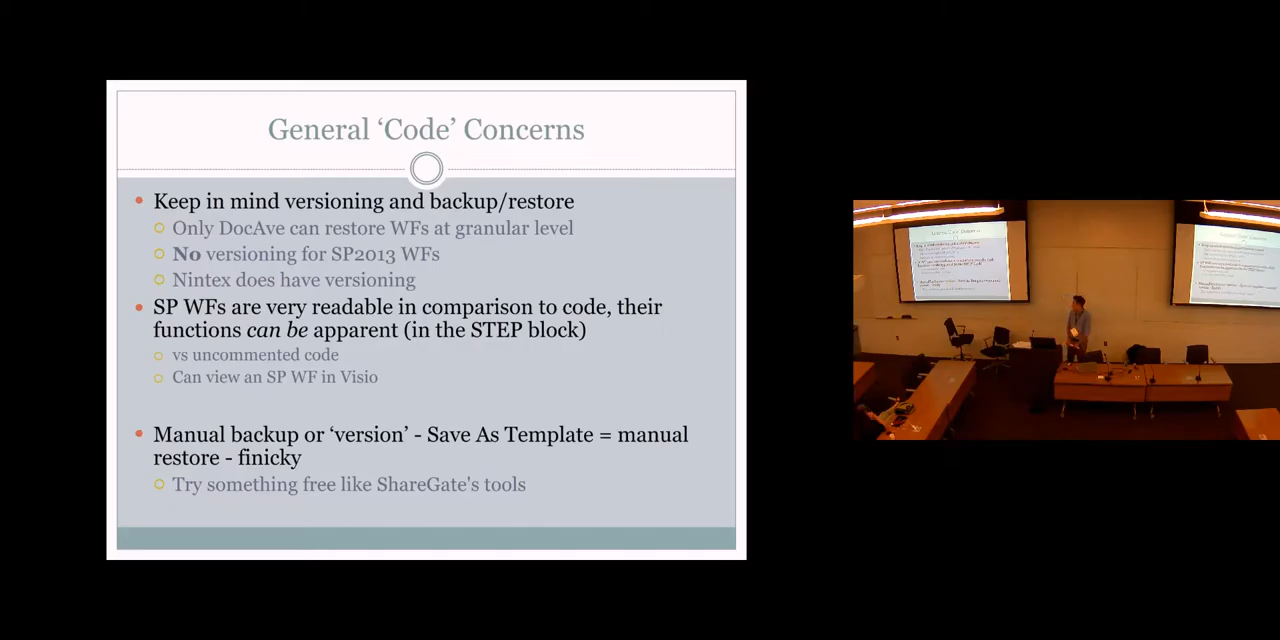 General ‘Code’ Concerns
Keep in mind versioning and backup/restore
Only DocAve can restore WFs at granular level
No versioning for SP2013 WFs
Nintex does have versioning
SP WFs are very readable in comparison to code, their
functions can be apparent (in the STEP block)
vs uncommented code
Can view an SP WF in Visio
Manual backup or ‘version’ - Save As Template = manual
restore - finicky
Try something free like ShareGate's tools